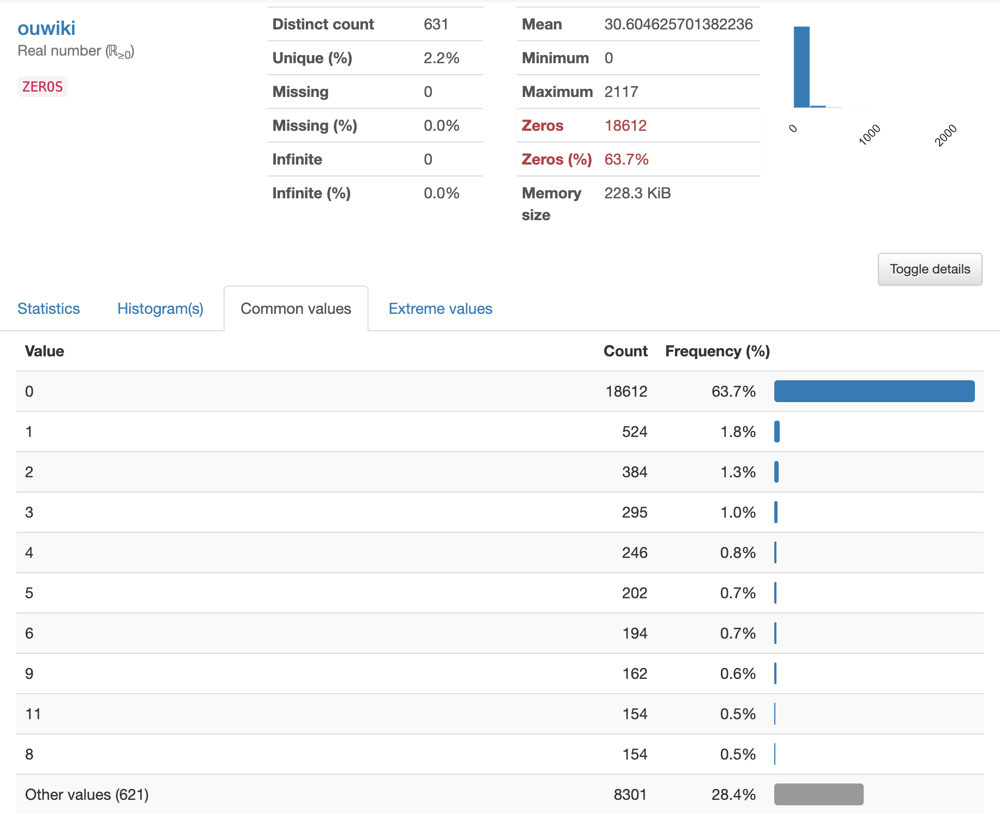 ouwiki
Real number (ℝ≥0)
ZEROS
Distinct count 631
Unique (%) 2.2%
Missing 0
Missing (%) 0.0%
Infinite 0
Infinite (%) 0.0%
Mean 30.604625701382236
Minimum 0
Maximum 2117
Zeros 18612
Zeros (%) 63.7%
Memory size 228.3 KiB
0 1000 2000
Toggle details
Statistics Histogram(s) Common values Extreme values
Value Count Frequency (%)
0 18612 63.7%
1 524 1.8%
2 384 1.3%
3 295 1.0%
4 246 0.8%
5 202 0.7%
6 194 0.7%
9 162 0.6%
11 154 0.5%
8 154 0.5%
Other values (621) 8301 28.4%